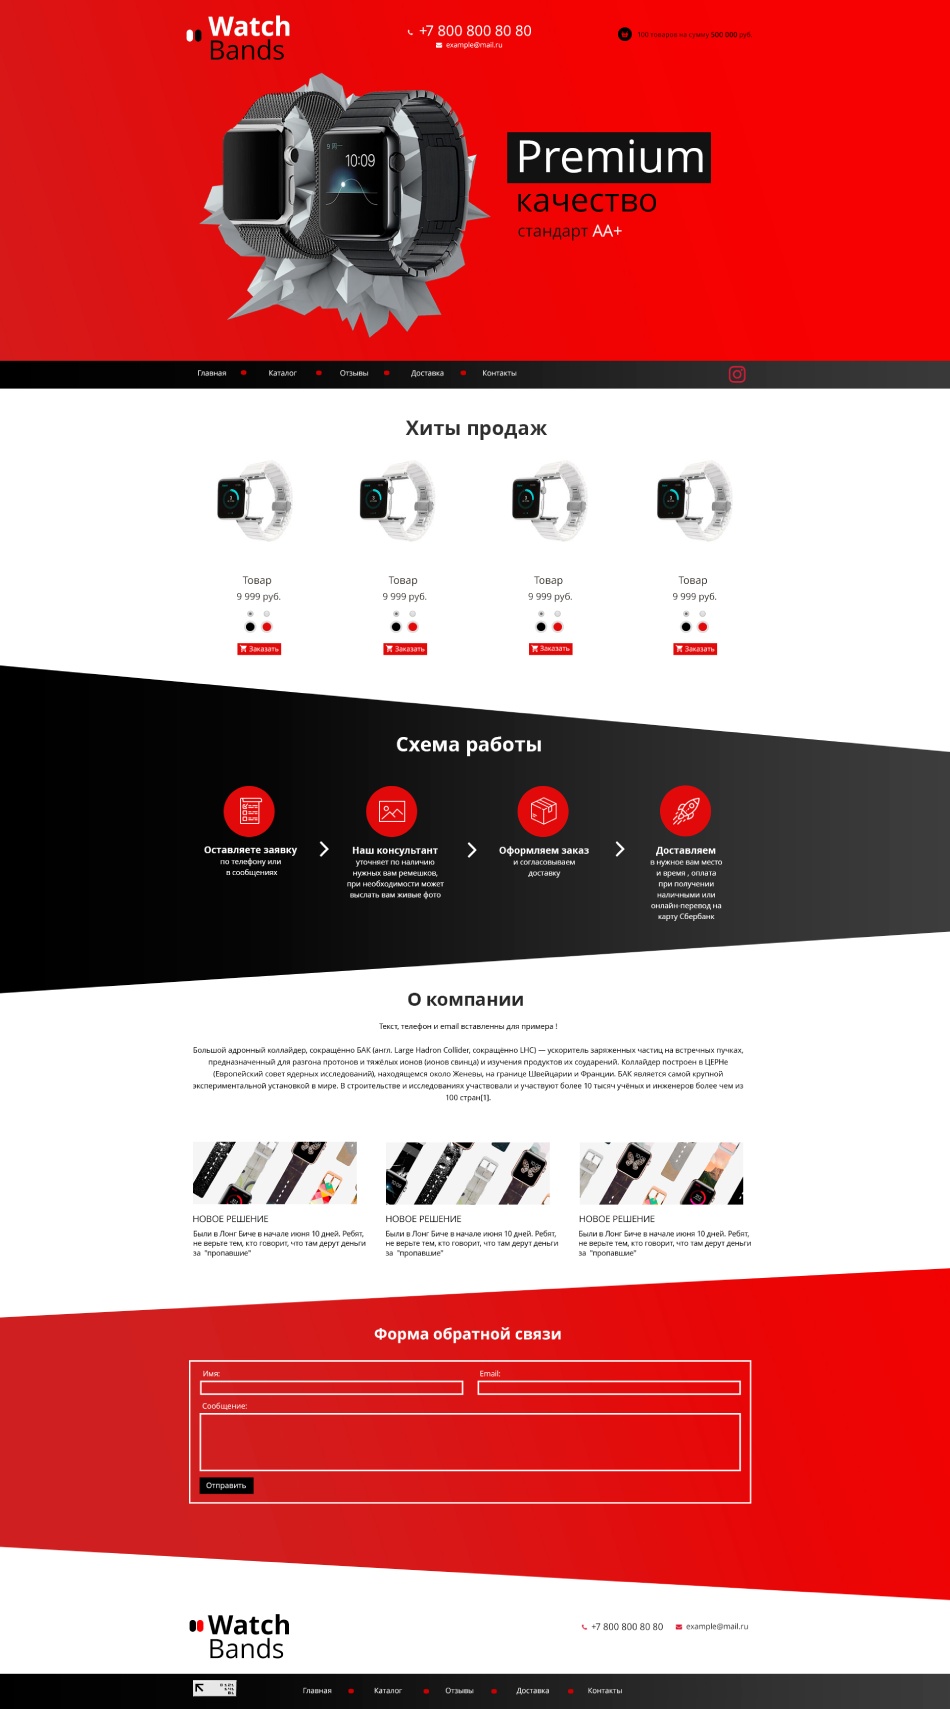 Watch
Bands
+7 800 800 80 80
example@mail.ru
100 товаров на сумму 500 000 руб.
10:09
Premium
качество
стандарт AA+
Главная Каталог Отзывы Доставка Контакты
Хиты продаж
Товар Товар Товар Товар
9 999 руб. 9 999 руб. 9 999 руб. 9 999 руб.
Заказать Заказать Заказать Заказать
Схема работы
Оставляете заявку
по телефону или
в сообщениях
Наш консультант
уточняет по наличию
нужных вам ремешков,
при необходимости может
выслать вам живые фото
Оформляем заказ
и согласовываем
доставку
Доставляем
в нужное вам место
и время , оплата
при получении
наличными или
онлайн-перевод на
карту Сбербанк
О компании
Текст, телефон и email вставленны для примера !
Большой адронный коллайдер, сокращённо БАК (англ. Large Hadron Collider, сокращённо LHC) — ускоритель заряженных частиц на встречных пучках,
предназначенный для разгона протонов и тяжёлых ионов (ионов свинца) и изучения продуктов их соударений. Коллайдер построен в ЦЕРНе
(Европейский совет ядерных исследований), находящемся около Женевы, на границе Швейцарии и Франции. БАК является самой крупной
экспериментальной установкой в мире. В строительстве и исследованиях участвовали и участвуют более 10 тысяч учёных и инженеров более чем из
100 стран[1].
НОВОЕ РЕШЕНИЕ
Были в Лонг Биче в начале июня 10 дней. Ребят,
не верьте тем, кто говорит, что там дерут деньги
за "пропавшие"
НОВОЕ РЕШЕНИЕ
Были в Лонг Биче в начале июня 10 дней. Ребят,
не верьте тем, кто говорит, что там дерут деньги
за "пропавшие"
НОВОЕ РЕШЕНИЕ
Были в Лонг Биче в начале июня 10 дней. Ребят,
не верьте тем, кто говорит, что там дерут деньги
за "пропавшие"
Форма обратной связи
Имя: Email:
Сообщение:
Отправить
Watch
Bands
+7 800 800 80 80 example@mail.ru
Главная Каталог Отзывы Доставка Контакты